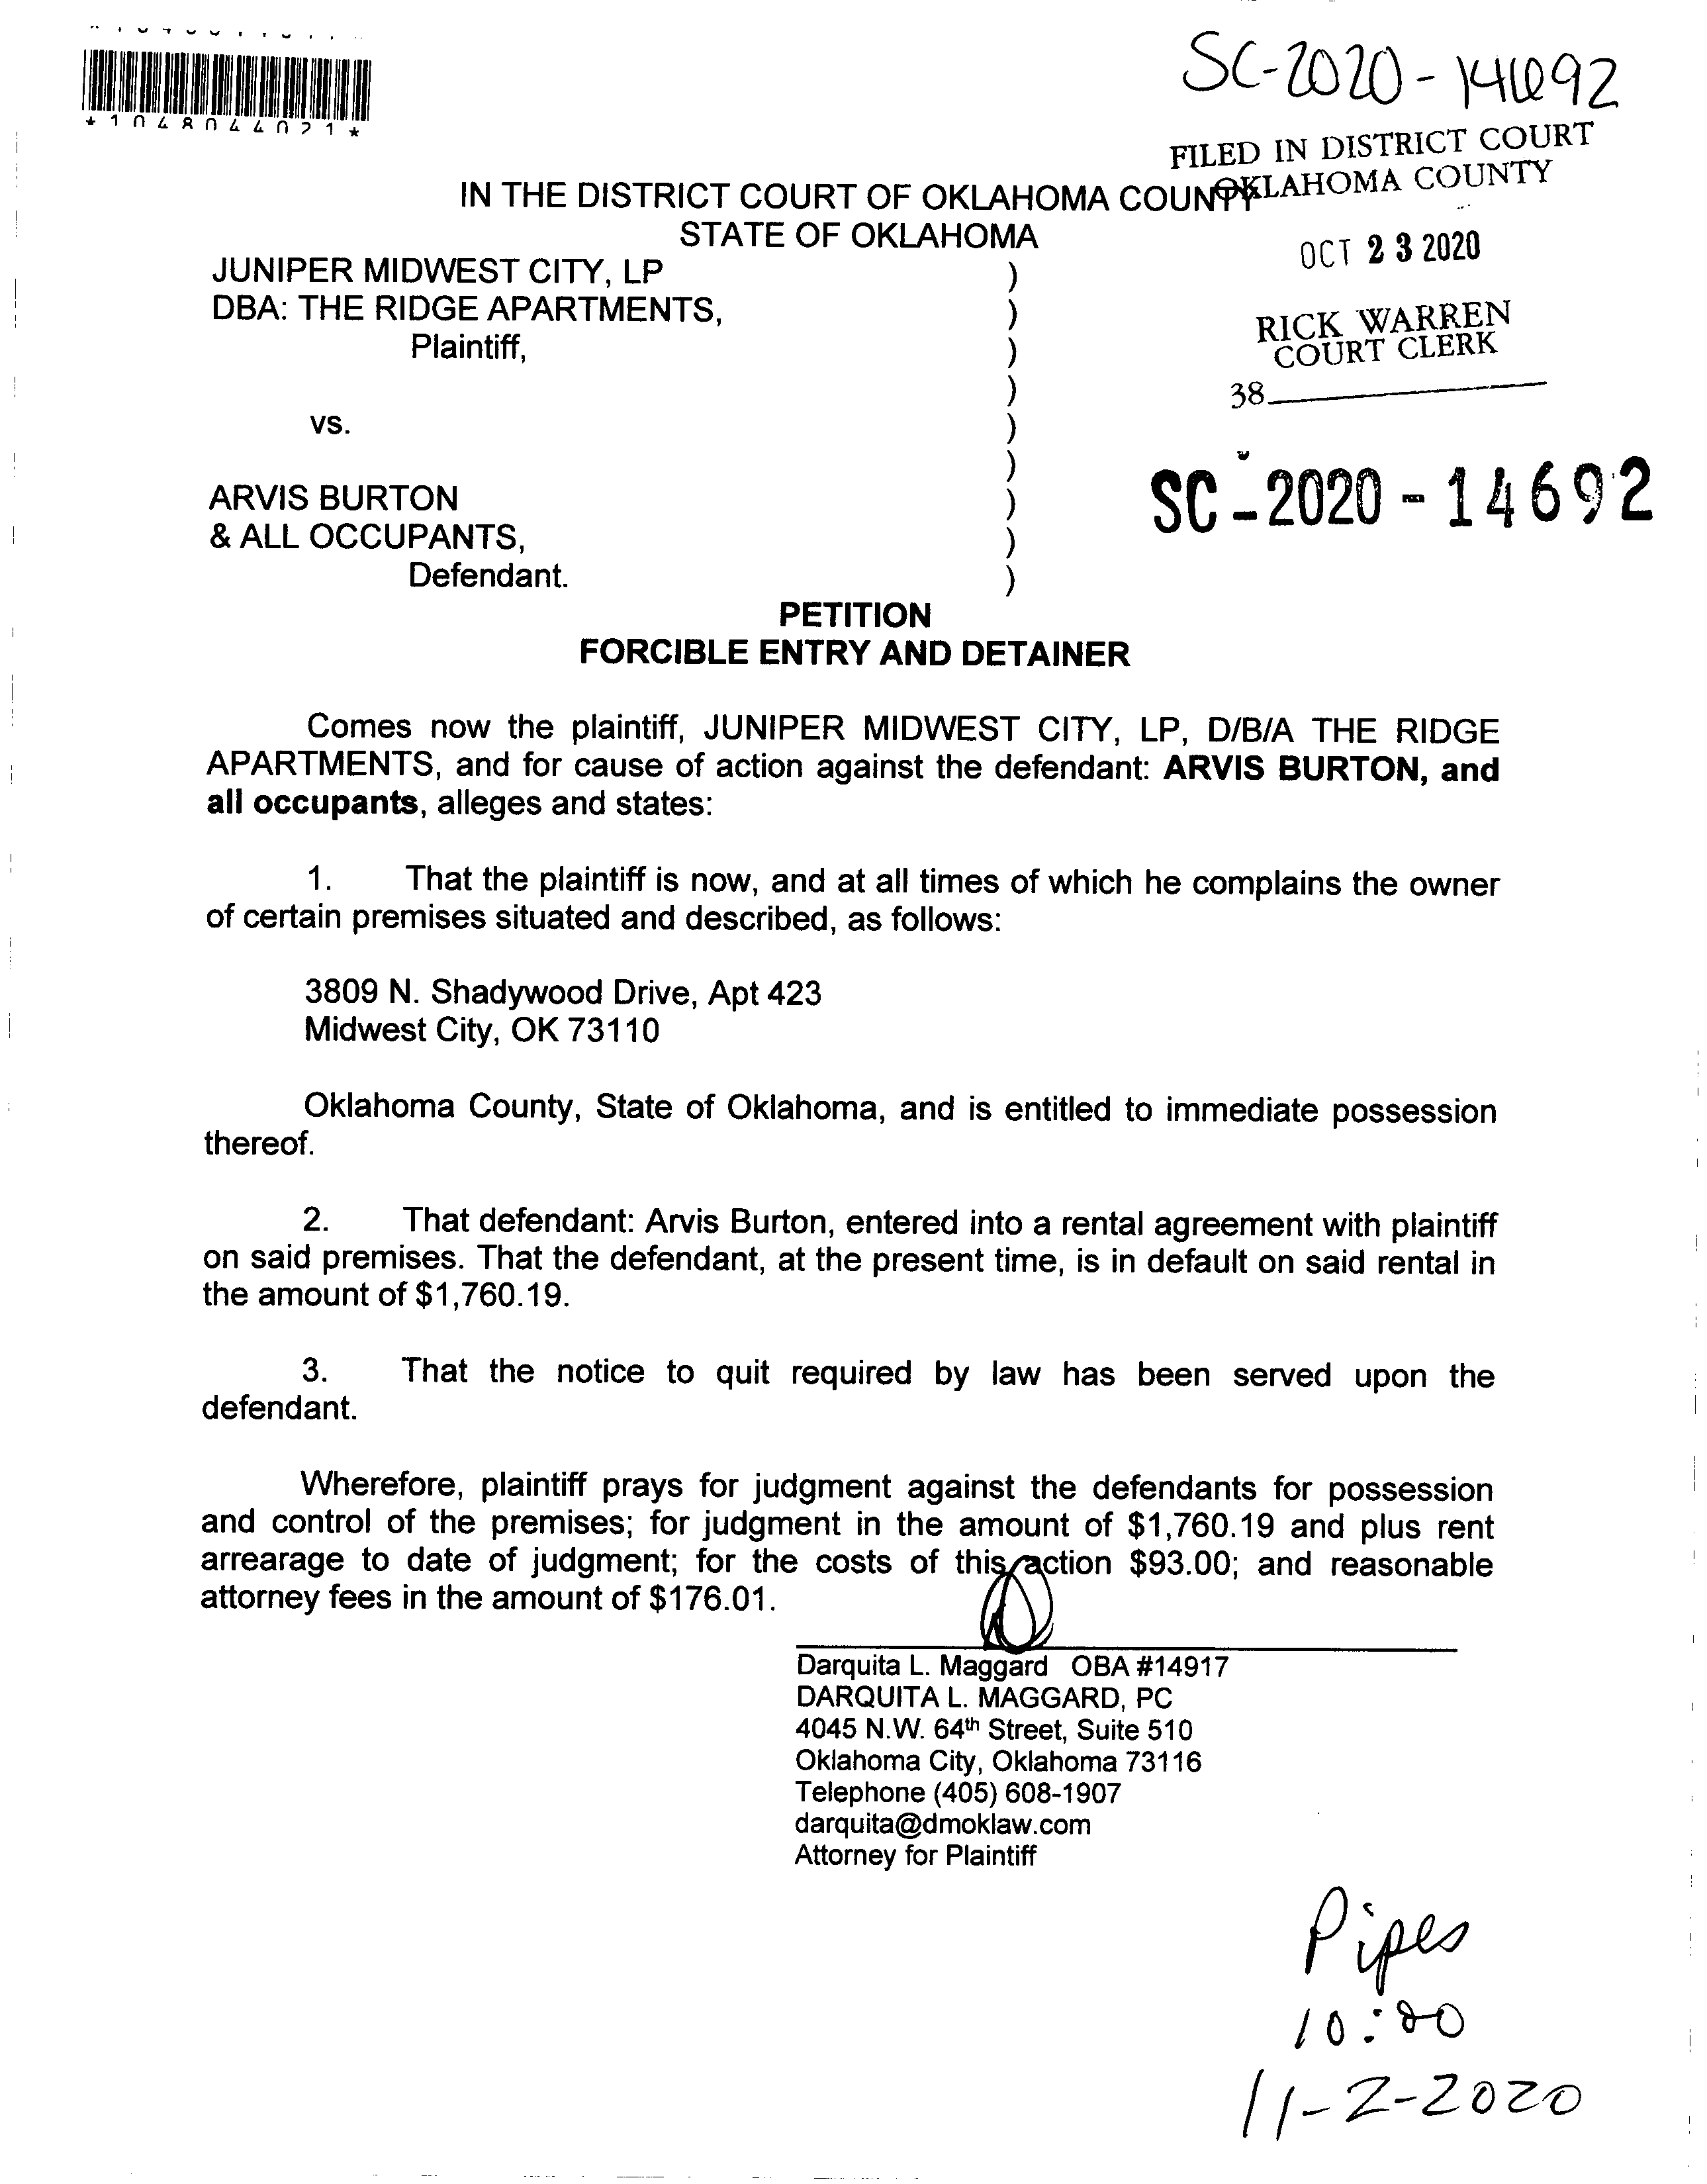 *1048044021*
SC-2020-14692
FILED IN DISTRICT COURT
OKLAHOMA COUNTY
IN THE DISTRICT COURT OF OKLAHOMA COUNTY
STATE OF OKLAHOMA
OCT 23 2020
JUNIPER MIDWEST CITY, LP )
DBA: THE RIDGE APARTMENTS, )
Plaintiff, )
RICK WARREN
COURT CLERK
)
38
vs. )
)
SC-2020-14692
ARVIS BURTON )
& ALL OCCUPANTS, )
Defendant. )
PETITION
FORCIBLE ENTRY AND DETAINER
Comes now the plaintiff, JUNIPER MIDWEST CITY, LP, D/B/A THE RIDGE
APARTMENTS, and for cause of action against the defendant: ARVIS BURTON, and
all occupants, alleges and states:
1. That the plaintiff is now, and at all times of which he complains the owner
of certain premises situated and described, as follows:
3809 N. Shadywood Drive, Apt 423
Midwest City, OK 73110
Oklahoma County, State of Oklahoma, and is entitled to immediate possession
thereof.
2. That defendant: Arvis Burton, entered into a rental agreement with plaintiff
on said premises. That the defendant, at the present time, is in default on said rental in
the amount of $1,760.19.
3. That the notice to quit required by law has been served upon the
defendant.
Wherefore, plaintiff prays for judgment against the defendants for possession
and control of the premises; for judgment in the amount of $1,760.19 and plus rent
arrearage to date of judgment; for the costs of this action $93.00; and reasonable
attorney fees in the amount of $176.01.
Darquita L. Maggard OBA #14917
DARQUITA L. MAGGARD, PC
4045 N.W. 64th Street, Suite 510
Oklahoma City, Oklahoma 73116
Telephone (405) 608-1907
darquita@dmoklaw.com
Attorney for Plaintiff
Pipes
10:00
11-2-2020